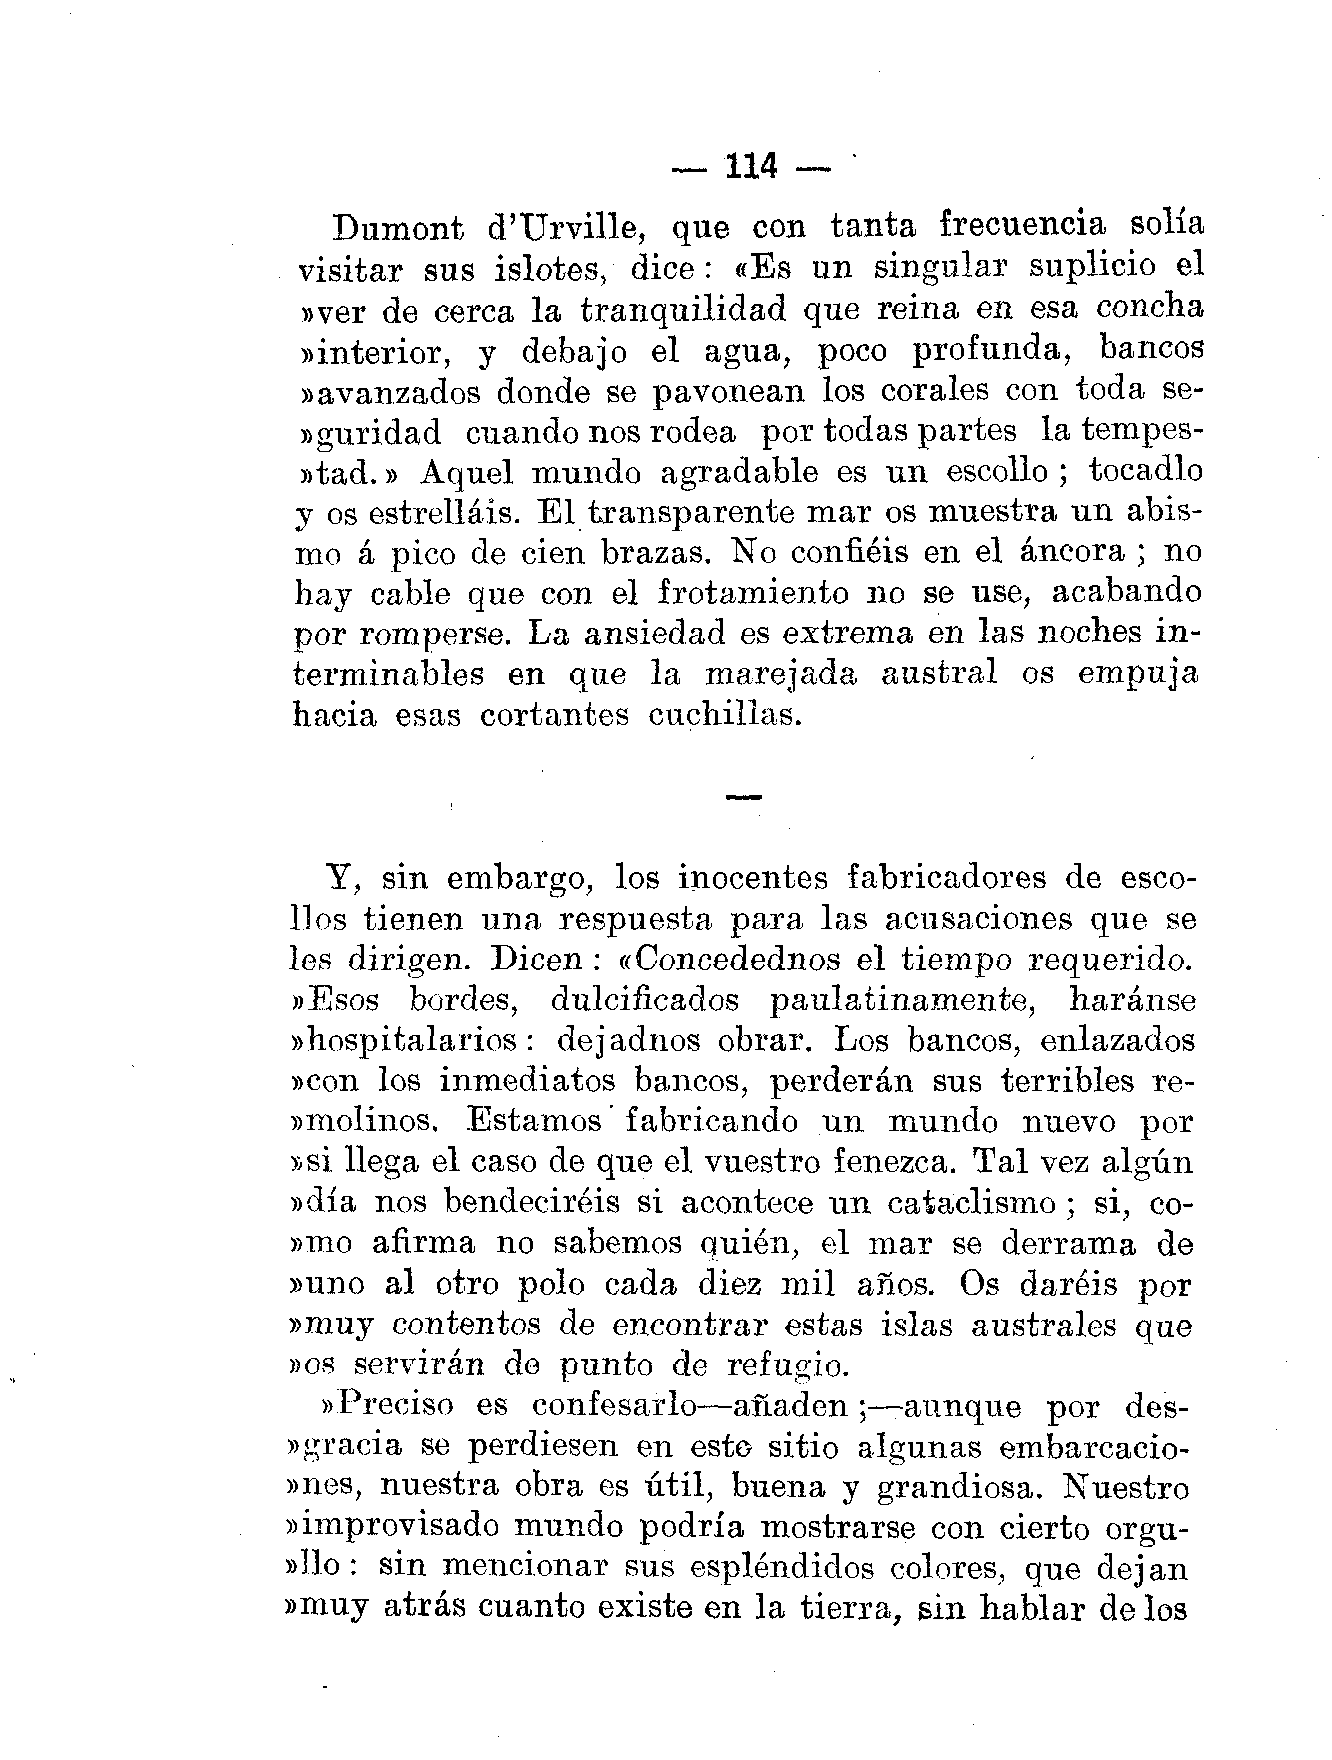 — 114 —
Dumont d'Urville, que con tanta frecuencia solía
visitar sus islotes, dice : «Es un singular suplicio el
»ver de cerca la tranquilidad que reina en esa concha
»interior, y debajo el agua, poco profunda, bancos
»avanzados donde se pavonean los corales con toda se-
»guridad cuando nos rodea por todas partes la tempes-
»tad.» Aquel mundo agradable es un escollo ; tocadlo
y os estrelláis. El transparente mar os muestra un abis-
mo á pico de cien brazas. No confiéis en el áncora ; no
hay cable que con el frotamiento no se use, acabando
por romperse. La ansiedad es extrema en las noches in-
terminables en que la marejada austral os empuja
hacia esas cortantes cuchillas.
—
Y, sin embargo, los inocentes fabricadores de esco-
llos tienen una respuesta para las acusaciones que se
les dirigen. Dicen : «Concedednos el tiempo requerido.
»Esos bordes, dulcificados paulatinamente, haránse
»hospitalarios : dejadnos obrar. Los bancos, enlazados
»con los inmediatos bancos, perderán sus terribles re-
»molinos. Estamos fabricando un mundo nuevo por
»si llega el caso de que el vuestro fenezca. Tal vez algún
»día nos bendeciréis si acontece un cataclismo ; si, co-
»mo afirma no sabemos quién, el mar se derrama de
»uno al otro polo cada diez mil años. Os daréis por
»muy contentos de encontrar estas islas australes que
»os servirán de punto de refugio.
»Preciso es confesarlo—añaden ;—aunque por des-
»gracia se perdiesen en este sitio algunas embarcacio-
»nes, nuestra obra es útil, buena y grandiosa. Nuestro
»improvisado mundo podría mostrarse con cierto orgu-
»llo : sin mencionar sus espléndidos colores, que dejan
»muy atrás cuanto existe en la tierra, sin hablar de los